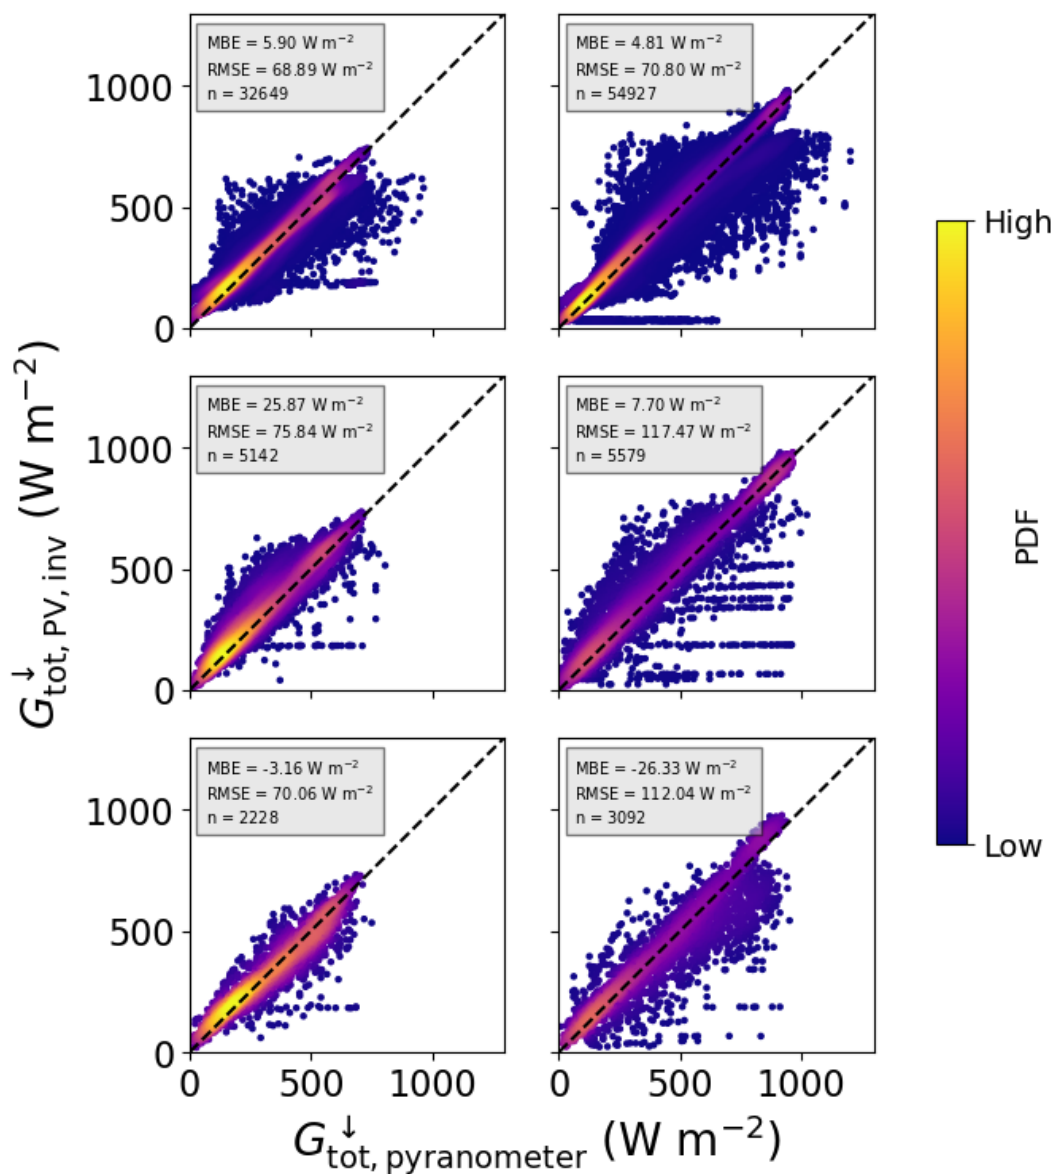 MBE = 5.90 W m⁻²
RMSE = 68.89 W m⁻²
n = 32649
MBE = 4.81 W m⁻²
RMSE = 70.80 W m⁻²
n = 54927
1000
500
0
High
MBE = 25.87 W m⁻²
RMSE = 75.84 W m⁻²
n = 5142
MBE = 7.70 W m⁻²
RMSE = 117.47 W m⁻²
n = 5579
1000
500
0
G↓tot, PV, inv (W m⁻²)
PDF
MBE = -3.16 W m⁻²
RMSE = 70.06 W m⁻²
n = 2228
MBE = -26.33 W m⁻²
RMSE = 112.04 W m⁻²
n = 3092
1000
500
0
Low
0 500 1000
0 500 1000
G↓tot, pyranometer (W m⁻²)